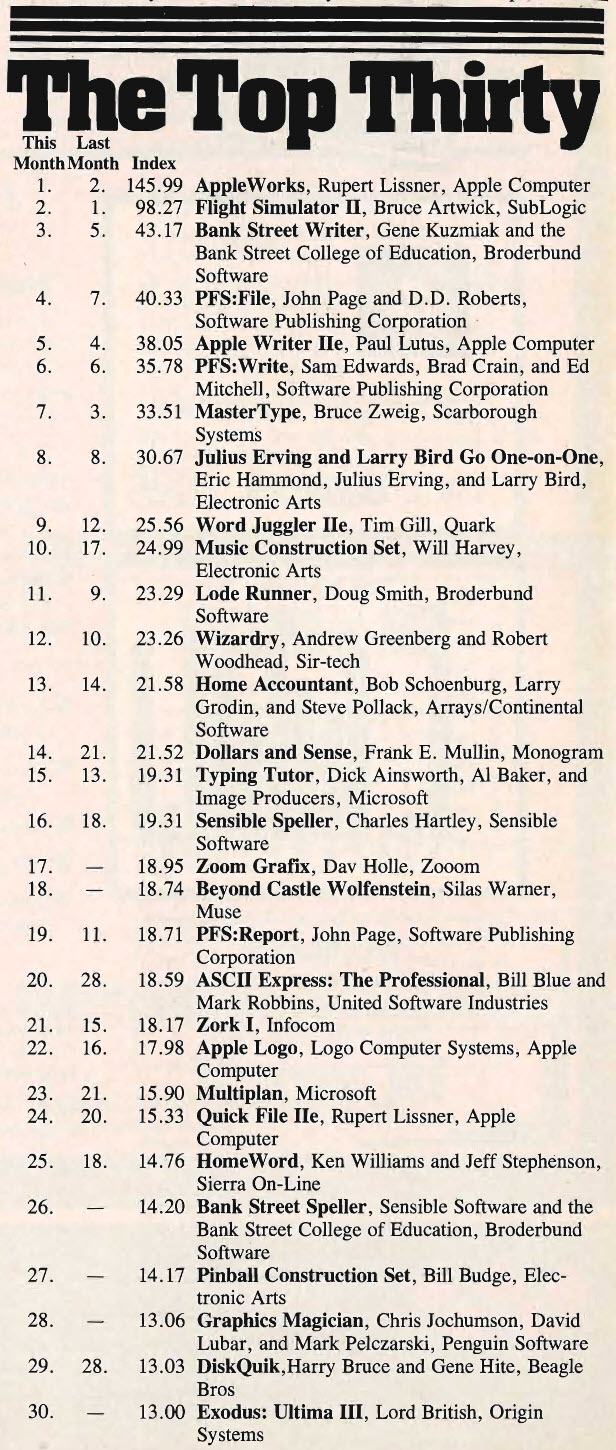 The Top Thirty
This Last
Month Month Index
1. 2. 145.99 AppleWorks, Rupert Lissner, Apple Computer
2. 1. 98.27 Flight Simulator II, Bruce Artwick, SubLogic
3. 5. 43.17 Bank Street Writer, Gene Kuzmiak and the
Bank Street College of Education, Broderbund
Software
4. 7. 40.33 PFS:File, John Page and D.D. Roberts,
Software Publishing Corporation
5. 4. 38.05 Apple Writer IIe, Paul Lutus, Apple Computer
6. 6. 35.78 PFS:Write, Sam Edwards, Brad Crain, and Ed
Mitchell, Software Publishing Corporation
7. 3. 33.51 MasterType, Bruce Zweig, Scarborough
Systems
8. 8. 30.67 Julius Erving and Larry Bird Go One-on-One,
Eric Hammond, Julius Erving, and Larry Bird,
Electronic Arts
9. 12. 25.56 Word Juggler IIe, Tim Gill, Quark
10. 17. 24.99 Music Construction Set, Will Harvey,
Electronic Arts
11. 9. 23.29 Lode Runner, Doug Smith, Broderbund
Software
12. 10. 23.26 Wizardry, Andrew Greenberg and Robert
Woodhead, Sir-tech
13. 14. 21.58 Home Accountant, Bob Schoenburg, Larry
Grodin, and Steve Pollack, Arrays/Continental
Software
14. 21. 21.52 Dollars and Sense, Frank E. Mullin, Monogram
15. 13. 19.31 Typing Tutor, Dick Ainsworth, Al Baker, and
Image Producers, Microsoft
16. 18. 19.31 Sensible Speller, Charles Hartley, Sensible
Software
17. — 18.95 Zoom Grafix, Dav Holle, Zooom
18. — 18.74 Beyond Castle Wolfenstein, Silas Warner,
Muse
19. 11. 18.71 PFS:Report, John Page, Software Publishing
Corporation
20. 28. 18.59 ASCII Express: The Professional, Bill Blue and
Mark Robbins, United Software Industries
21. 15. 18.17 Zork I, Infocom
22. 16. 17.98 Apple Logo, Logo Computer Systems, Apple
Computer
23. 21. 15.90 Multiplan, Microsoft
24. 20. 15.33 Quick File IIe, Rupert Lissner, Apple
Computer
25. 18. 14.76 HomeWord, Ken Williams and Jeff Stephenson,
Sierra On-Line
26. — 14.20 Bank Street Speller, Sensible Software and the
Bank Street College of Education, Broderbund
Software
27. — 14.17 Pinball Construction Set, Bill Budge, Elec-
tronic Arts
28. — 13.06 Graphics Magician, Chris Jochumson, David
Lubar, and Mark Pelczarski, Penguin Software
29. 28. 13.03 DiskQuik,Harry Bruce and Gene Hite, Beagle
Bros
30. — 13.00 Exodus: Ultima III, Lord British, Origin
Systems